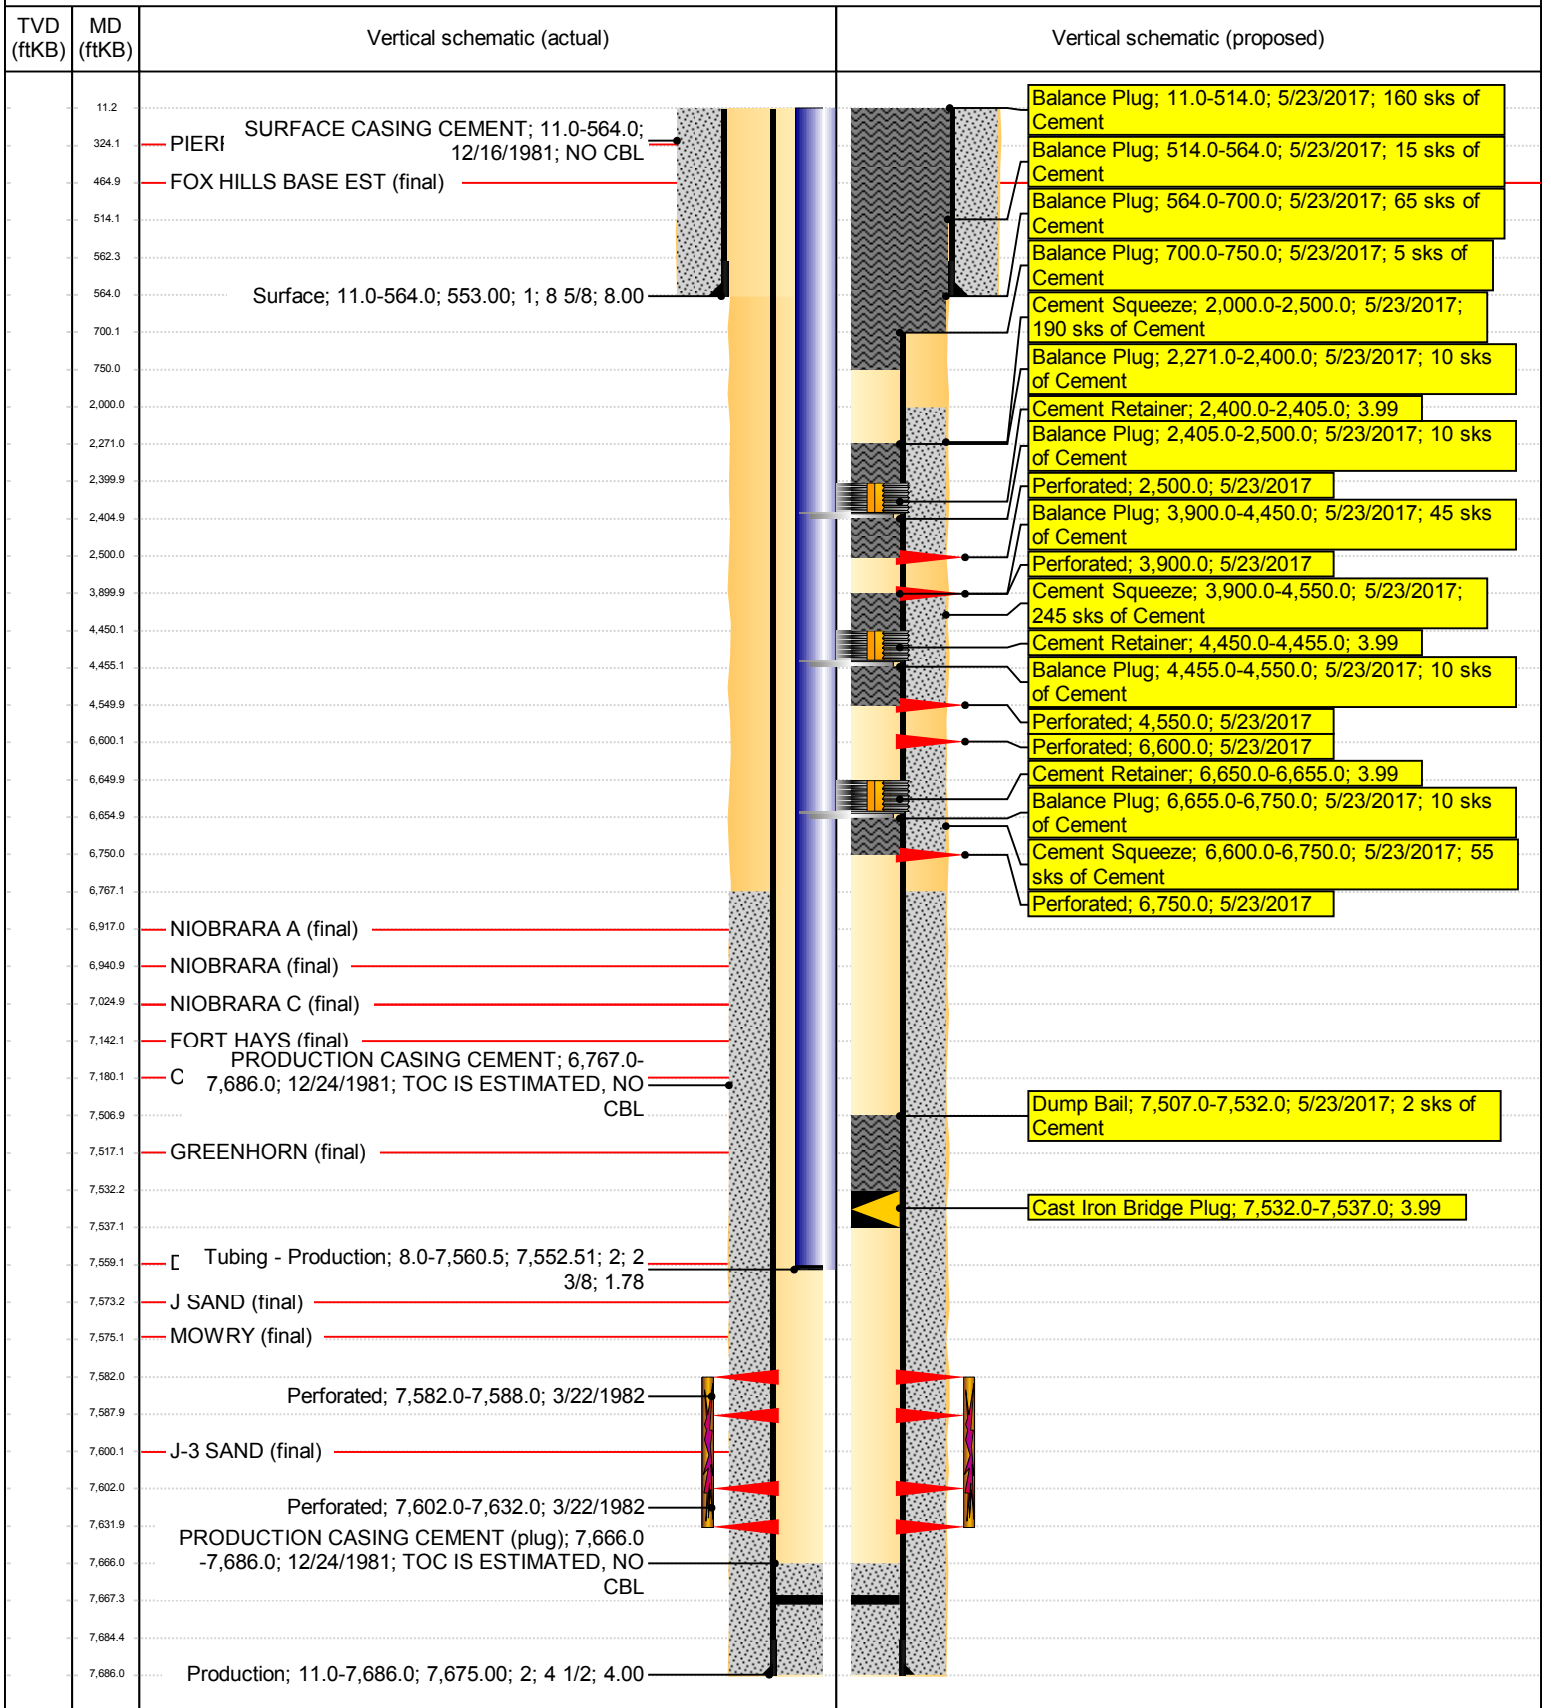 TVD
(ftKB)
MD
(ftKB)
Vertical schematic (actual)
Vertical schematic (proposed)
11.2
324.1
464.9
514.1
562.3
564.0
700.1
750.0
2,000.0
2,271.0
2,399.9
2,404.9
2,500.0
3,899.9
4,450.1
4,455.1
4,549.9
6,600.1
6,649.9
6,654.9
6,750.0
6,767.1
6,917.0
6,940.9
7,024.9
7,142.1
7,180.1
7,506.9
7,517.1
7,532.2
7,537.1
7,559.1
7,573.2
7,575.1
7,582.0
7,587.9
7,600.1
7,602.0
7,631.9
7,666.0
7,667.3
7,684.4
7,686.0
SURFACE CASING CEMENT; 11.0-564.0;
12/16/1981; NO CBL
FOX HILLS BASE EST (final)
Surface; 11.0-564.0; 553.00; 1; 8 5/8; 8.00
NIOBRARA A (final)
NIOBRARA (final)
NIOBRARA C (final)
FORT HAYS (final)
PRODUCTION CASING CEMENT; 6,767.0-
7,686.0; 12/24/1981; TOC IS ESTIMATED, NO
CBL
GREENHORN (final)
Tubing - Production; 8.0-7,560.5; 7,552.51; 2; 2
3/8; 1.78
J SAND (final)
MOWRY (final)
Perforated; 7,582.0-7,588.0; 3/22/1982
J-3 SAND (final)
Perforated; 7,602.0-7,632.0; 3/22/1982
PRODUCTION CASING CEMENT (plug); 7,666.0
-7,686.0; 12/24/1981; TOC IS ESTIMATED, NO
CBL
Production; 11.0-7,686.0; 7,675.00; 2; 4 1/2; 4.00
Balance Plug; 11.0-514.0; 5/23/2017; 160 sks of
Cement
Balance Plug; 514.0-564.0; 5/23/2017; 15 sks of
Cement
Balance Plug; 564.0-700.0; 5/23/2017; 65 sks of
Cement
Balance Plug; 700.0-750.0; 5/23/2017; 5 sks of
Cement
Cement Squeeze; 2,000.0-2,500.0; 5/23/2017;
190 sks of Cement
Balance Plug; 2,271.0-2,400.0; 5/23/2017; 10 sks
of Cement
Cement Retainer; 2,400.0-2,405.0; 3.99
Balance Plug; 2,405.0-2,500.0; 5/23/2017; 10 sks
of Cement
Perforated; 2,500.0; 5/23/2017
Balance Plug; 3,900.0-4,450.0; 5/23/2017; 45 sks
of Cement
Perforated; 3,900.0; 5/23/2017
Cement Squeeze; 3,900.0-4,550.0; 5/23/2017;
245 sks of Cement
Cement Retainer; 4,450.0-4,455.0; 3.99
Balance Plug; 4,455.0-4,550.0; 5/23/2017; 10 sks
of Cement
Perforated; 4,550.0; 5/23/2017
Perforated; 6,600.0; 5/23/2017
Cement Retainer; 6,650.0-6,655.0; 3.99
Balance Plug; 6,655.0-6,750.0; 5/23/2017; 10 sks
of Cement
Cement Squeeze; 6,600.0-6,750.0; 5/23/2017; 55
sks of Cement
Perforated; 6,750.0; 5/23/2017
Dump Bail; 7,507.0-7,532.0; 5/23/2017; 2 sks of
Cement
Cast Iron Bridge Plug; 7,532.0-7,537.0; 3.99